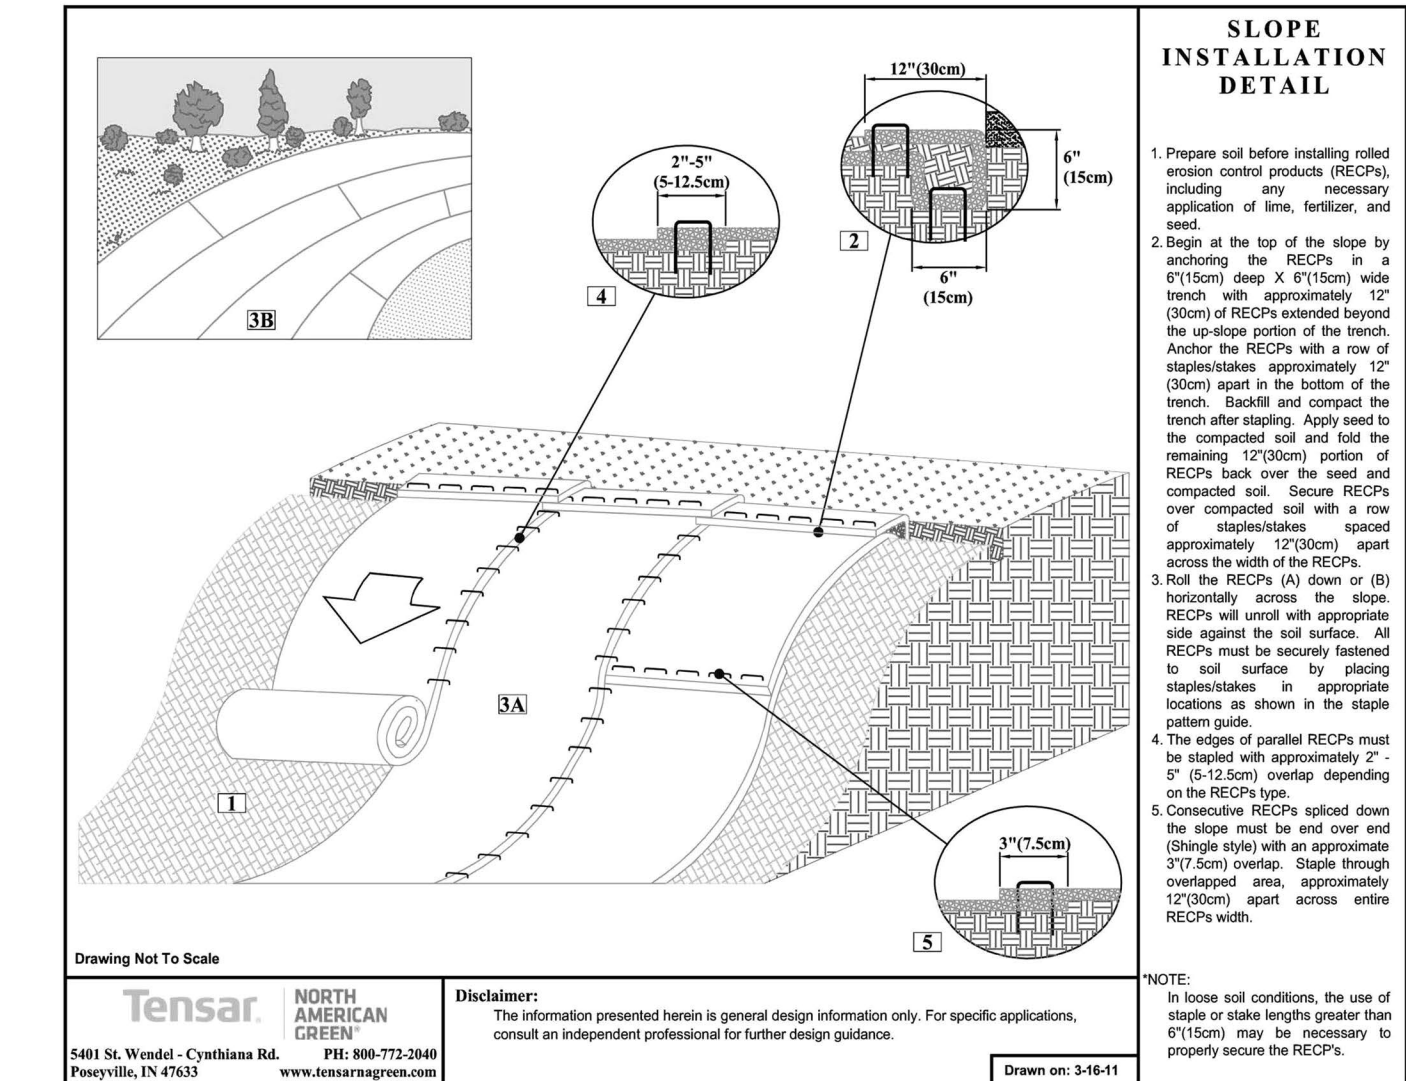 SLOPE
INSTALLATION
DETAIL
1. Prepare soil before installing rolled
erosion control products (RECPs),
including any necessary
application of lime, fertilizer, and
seed.
2. Begin at the top of the slope by
anchoring the RECPs in a
6"(15cm) deep X 6"(15cm) wide
trench with approximately 12"
(30cm) of RECPs extended beyond
the up-slope portion of the trench.
Anchor the RECPs with a row of
staples/stakes approximately 12"
(30cm) apart in the bottom of the
trench. Backfill and compact the
trench after stapling. Apply seed to
the compacted soil and fold the
remaining 12"(30cm) portion of
RECPs back over the seed and
compacted soil. Secure RECPs
over compacted soil with a row
of staples/stakes spaced
approximately 12"(30cm) apart
across the width of the RECPs.
3. Roll the RECPs (A) down or (B)
horizontally across the slope.
RECPs will unroll with appropriate
side against the soil surface. All
RECPs must be securely fastened
to soil surface by placing
staples/stakes in appropriate
locations as shown in the staple
pattern guide.
4. The edges of parallel RECPs must
be stapled with approximately 2" -
5" (5-12.5cm) overlap depending
on the RECPs type.
5. Consecutive RECPs spliced down
the slope must be end over end
(Shingle style) with an approximate
3"(7.5cm) overlap. Staple through
overlapped area, approximately
12"(30cm) apart across entire
RECPs width.
*NOTE:
In loose soil conditions, the use of
staple or stake lengths greater than
6"(15cm) may be necessary to
properly secure the RECP's.
3B
2"-5"
(5-12.5cm)
4
12"(30cm)
6"
(15cm)
2
6"
(15cm)
3A
1
3"(7.5cm)
5
Drawing Not To Scale
Tensar®
NORTH
AMERICAN
GREEN®
5401 St. Wendel - Cynthiana Rd. PH: 800-772-2040
Poseyville, IN 47633 www.tensarnagreen.com
Disclaimer:
The information presented herein is general design information only. For specific applications,
consult an independent professional for further design guidance.
Drawn on: 3-16-11